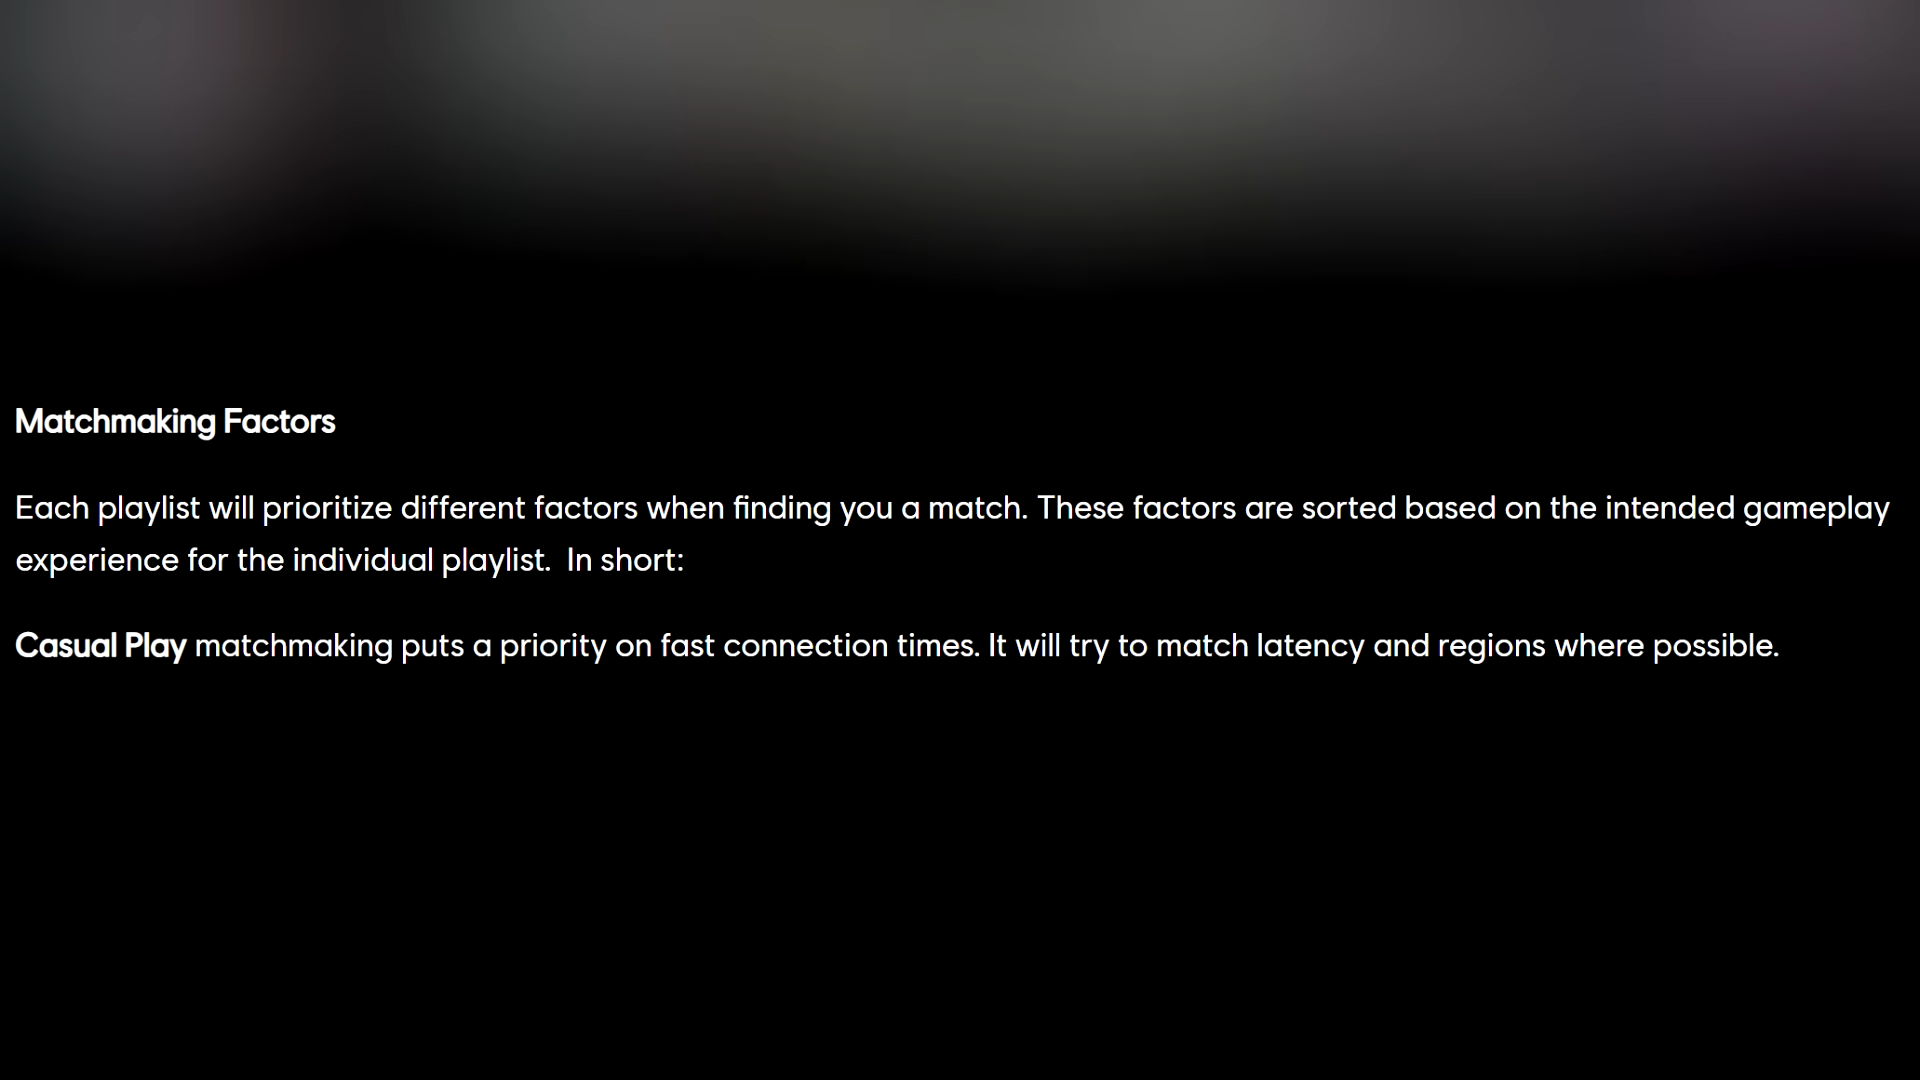 Matchmaking Factors
Each playlist will prioritize different factors when finding you a match. These factors are sorted based on the intended gameplay
experience for the individual playlist.  In short:
Casual Play matchmaking puts a priority on fast connection times. It will try to match latency and regions where possible.